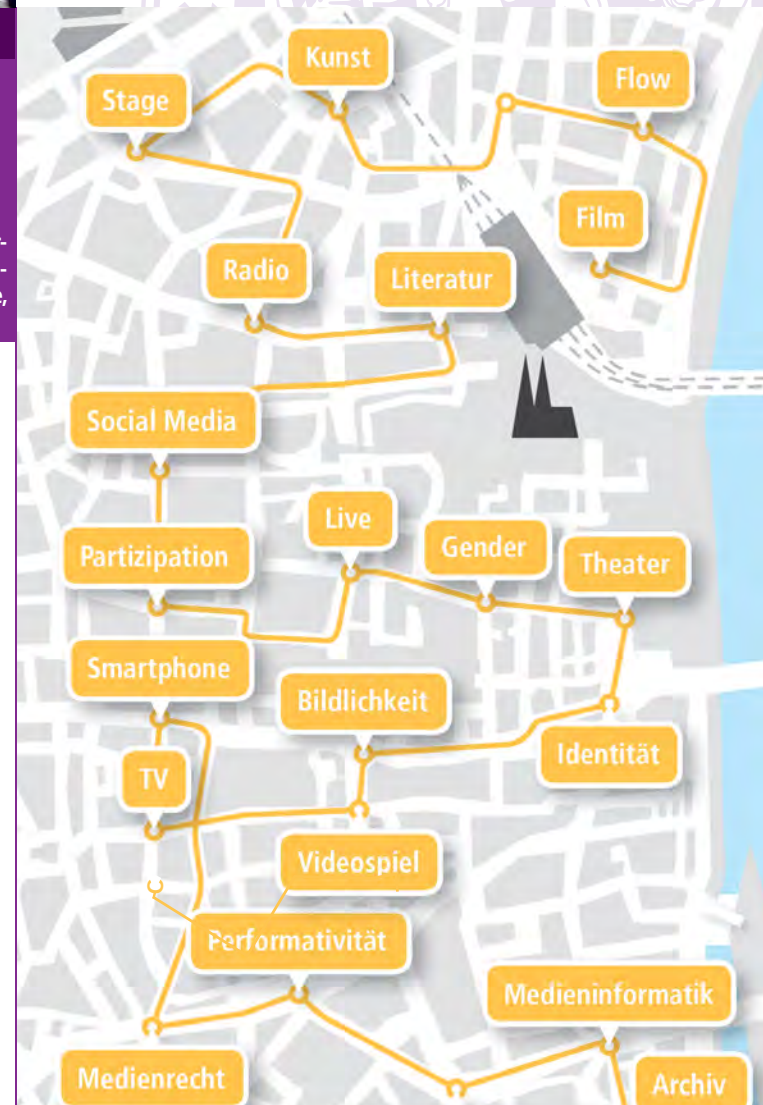 Kunst
Flow
Stage
Film
Radio
Literatur
Social Media
Live
Gender
Partizipation
Theater
Smartphone
Bildlichkeit
Identität
TV
Videospiel
Performativität
Medieninformatik
Medienrecht
Archiv